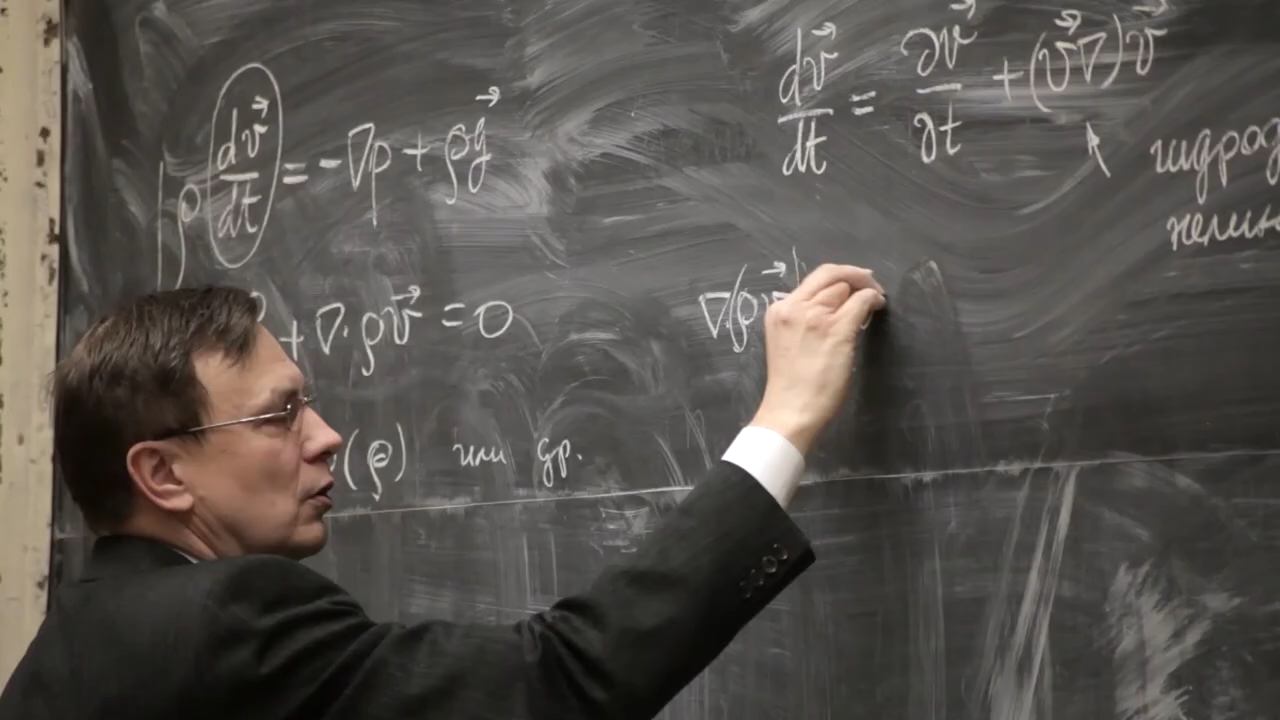 ρ dv⃗/dt = -∇p + ρg⃗
+ ∇·ρv⃗ = 0
(ρ) или др.
dv⃗/dt = ∂v⃗/∂t + (v⃗∇)v⃗
гидрод
нелин
∇·(ρv⃗